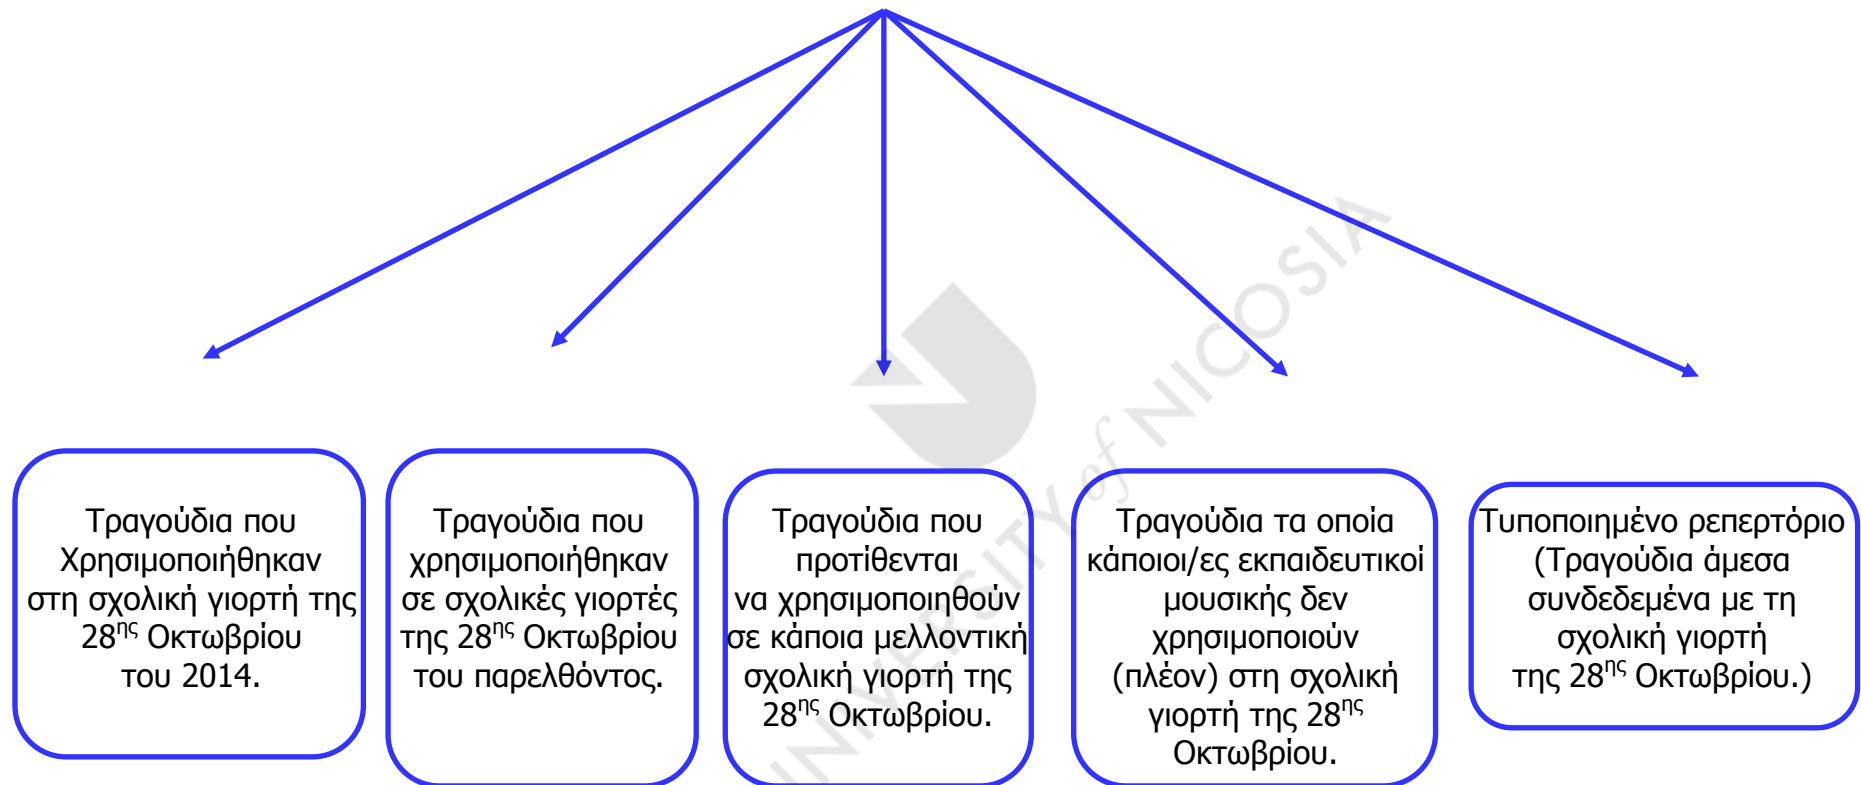 Τραγούδια που
Χρησιμοποιήθηκαν
στη σχολική γιορτή της
28ης Οκτωβρίου
του 2014.
Τραγούδια που
χρησιμοποιήθηκαν
σε σχολικές γιορτές
της 28ης Οκτωβρίου
του παρελθόντος.
Τραγούδια που
προτίθενται
να χρησιμοποιηθούν
σε κάποια μελλοντική
σχολική γιορτή της
28ης Οκτωβρίου.
Τραγούδια τα οποία
κάποιοι/ες εκπαιδευτικοί
μουσικής δεν
χρησιμοποιούν
(πλέον) στη σχολική
γιορτή της 28ης
Οκτωβρίου.
Τυποποιημένο ρεπερτόριο
(Τραγούδια άμεσα
συνδεδεμένα με τη
σχολική γιορτή
της 28ης Οκτωβρίου.)
UNIVERSITY of NICOSIA